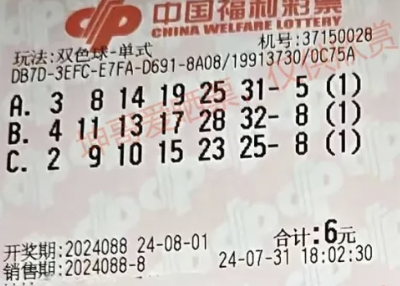 中国福利彩票
CHINA WELFARE LOTTERY
玩法:双色球-单式 机号:37150028
DB7D-3EFC-E7FA-D691-8A08/19913730/0C75A
A. 3 8 14 19 25 31- 5 (1)
B. 4 11 13 17 28 32- 8 (1)
C. 2 9 10 15 23 25- 8 (1)
开奖期:2024088 24-08-01 合计:6元
销售期:2024088-8 24-07-31 18:02:30